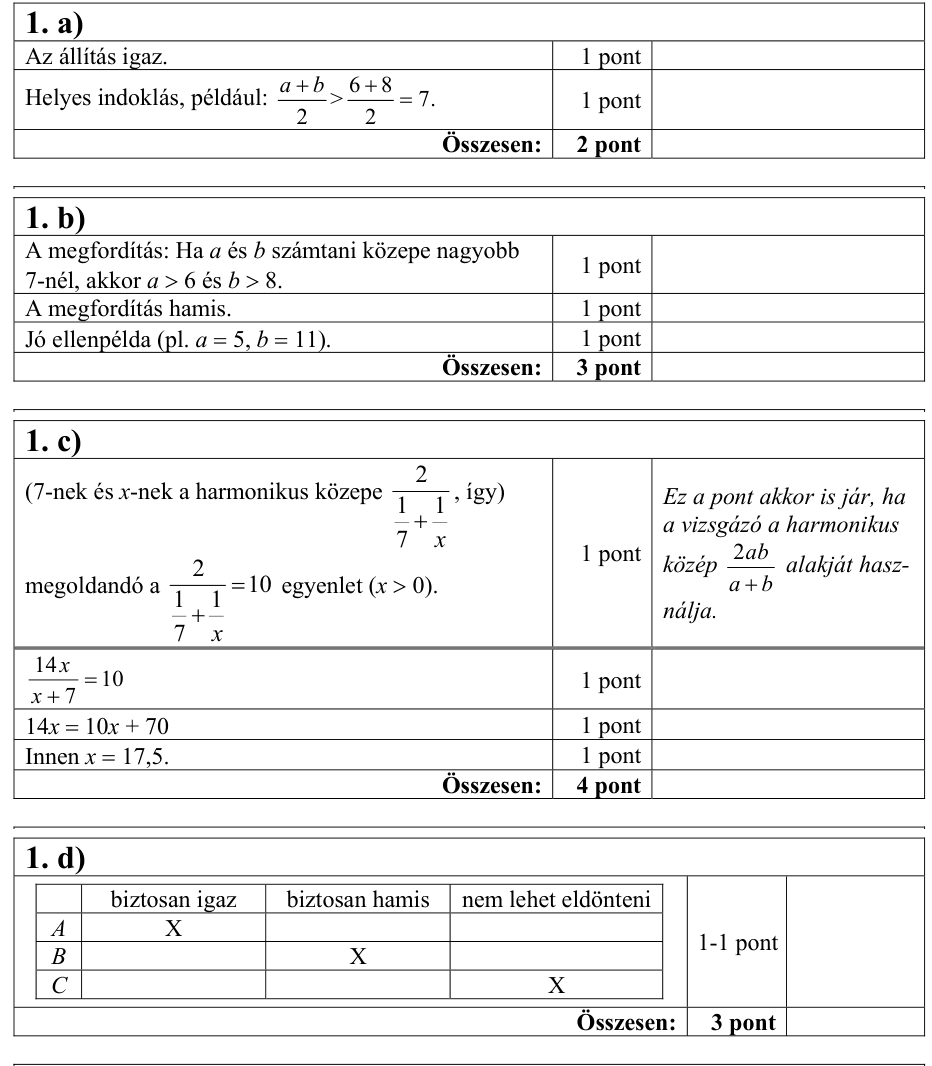 1. a)
Az állítás igaz. 1 pont
Helyes indoklás, például: (a + b)/2 > (6 + 8)/2 = 7. 1 pont
Összesen: 2 pont
1. b)
A megfordítás: Ha a és b számtani közepe nagyobb
7-nél, akkor a > 6 és b > 8. 1 pont
A megfordítás hamis. 1 pont
Jó ellenpélda (pl. a = 5, b = 11). 1 pont
Összesen: 3 pont
1. c)
(7-nek és x-nek a harmonikus közepe 2/(1/7 + 1/x), így)
megoldandó a 2/(1/7 + 1/x) = 10 egyenlet (x > 0).
1 pont
Ez a pont akkor is jár, ha
a vizsgázó a harmonikus
közép 2ab/(a + b) alakját hasz-
nálja.
14x/(x + 7) = 10 1 pont
14x = 10x + 70 1 pont
Innen x = 17,5. 1 pont
Összesen: 4 pont
1. d)
biztosan igaz biztosan hamis nem lehet eldönteni
A X
B X
C X
1-1 pont
Összesen: 3 pont